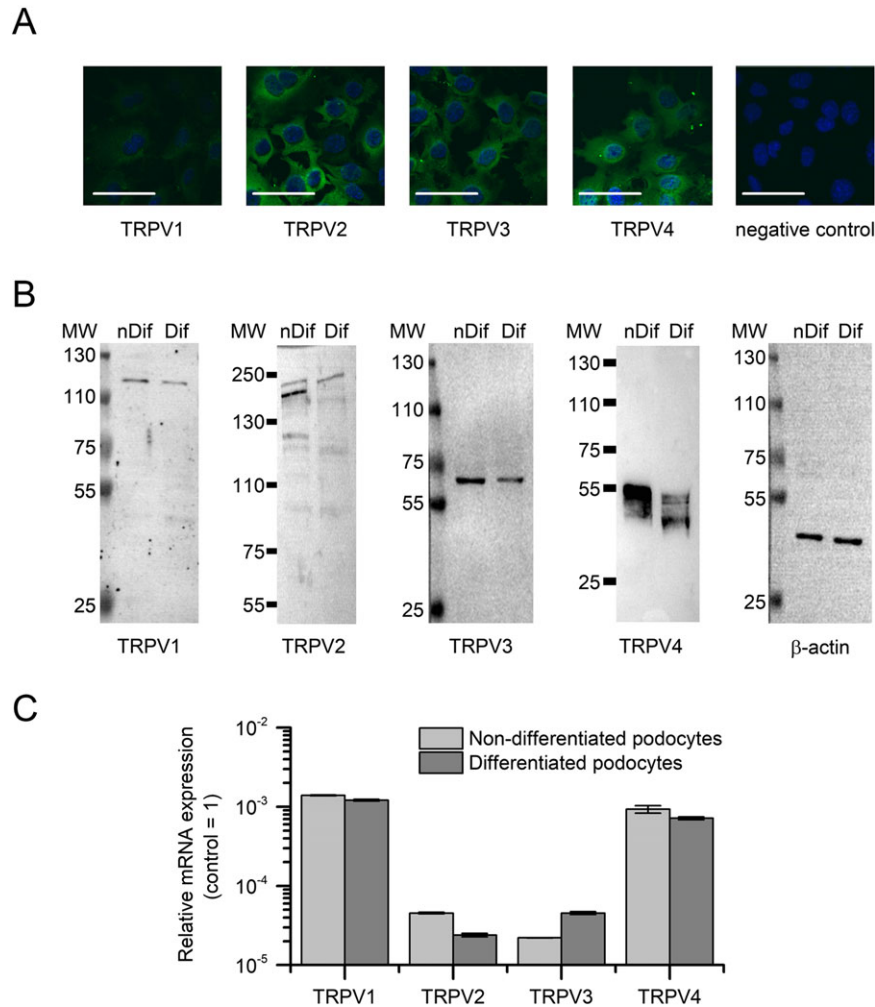 A
TRPV1 TRPV2 TRPV3 TRPV4 negative control
B
MW nDif Dif MW nDif Dif MW nDif Dif MW nDif Dif nDif Dif
130
110
75
55
25
TRPV1
250
130
110
75
55
TRPV2
130
110
75
55
25
TRPV3
130
110
75
55
25
TRPV4
130
110
75
55
25
β-actin
C
Relative mRNA expression
(control = 1)
10⁻²
10⁻³
10⁻⁴
10⁻⁵
Non-differentiated podocytes
Differentiated podocytes
TRPV1 TRPV2 TRPV3 TRPV4